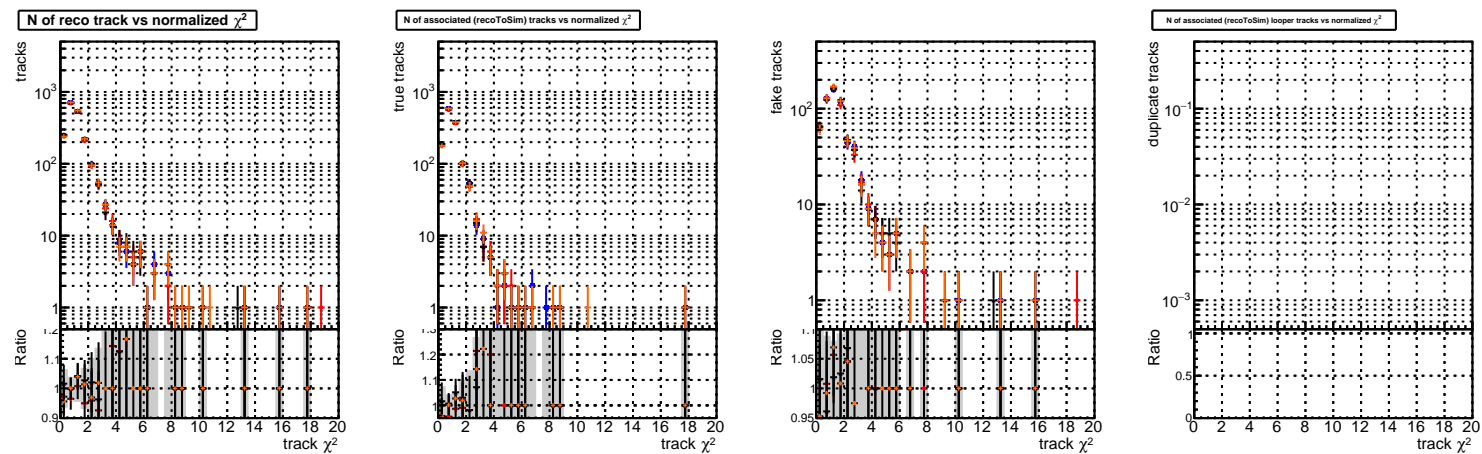 N of reco track vs normalized χ²
tracks
10³
10²
10
1
Ratio
1.2
1.1
1
0.9
0 2 4 6 8 10 12 14 16 18 20
track χ²
N of associated (recoToSim) tracks vs normalized χ²
true tracks
10³
10²
10
1
Ratio
1.3
1.2
1.1
1
0 2 4 6 8 10 12 14 16 18 20
track χ²
fake tracks
10²
10
1
Ratio
1.1
1.05
1
0.95
0 2 4 6 8 10 12 14 16 18 20
track χ²
N of associated (recoToSim) looper tracks vs normalized χ²
duplicate tracks
10⁻¹
10⁻²
10⁻³
Ratio
1
0.5
0
0 2 4 6 8 10 12 14 16 18 20
track χ²